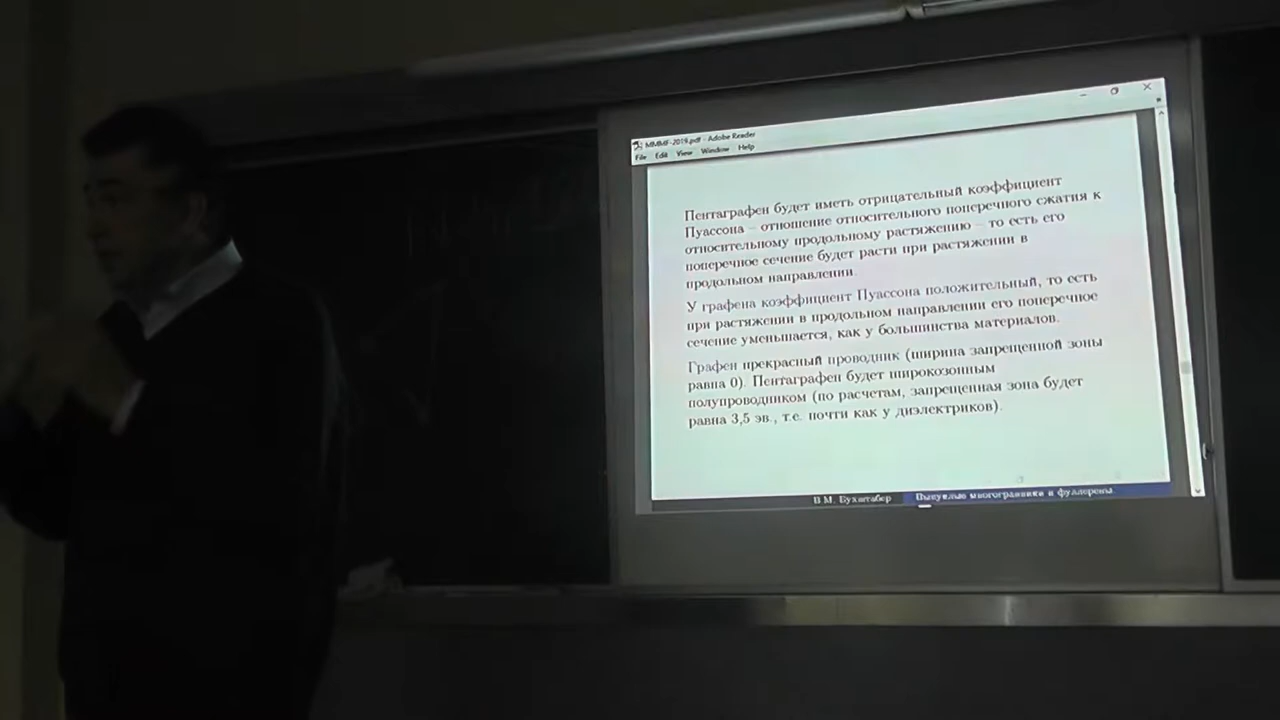 MMMF-2019.pdf - Adobe Reader
File Edit View Window Help
Пентаграфен будет иметь отрицательный коэффициент
Пуассона – отношение относительного поперечного сжатия к
относительному продольному растяжению – то есть его
поперечное сечение будет расти при растяжении в
продольном направлении.
У графена коэффициент Пуассона положительный, то есть
при растяжении в продольном направлении его поперечное
сечение уменьшается, как у большинства материалов.
Графен прекрасный проводник (ширина запрещенной зоны
равна 0). Пентаграфен будет широкозонным
полупроводником (по расчетам, запрещенная зона будет
равна 3,5 эв., т.е. почти как у диэлектриков).
В.М. Бухштабер
Выпуклые многогранники и фуллерены.